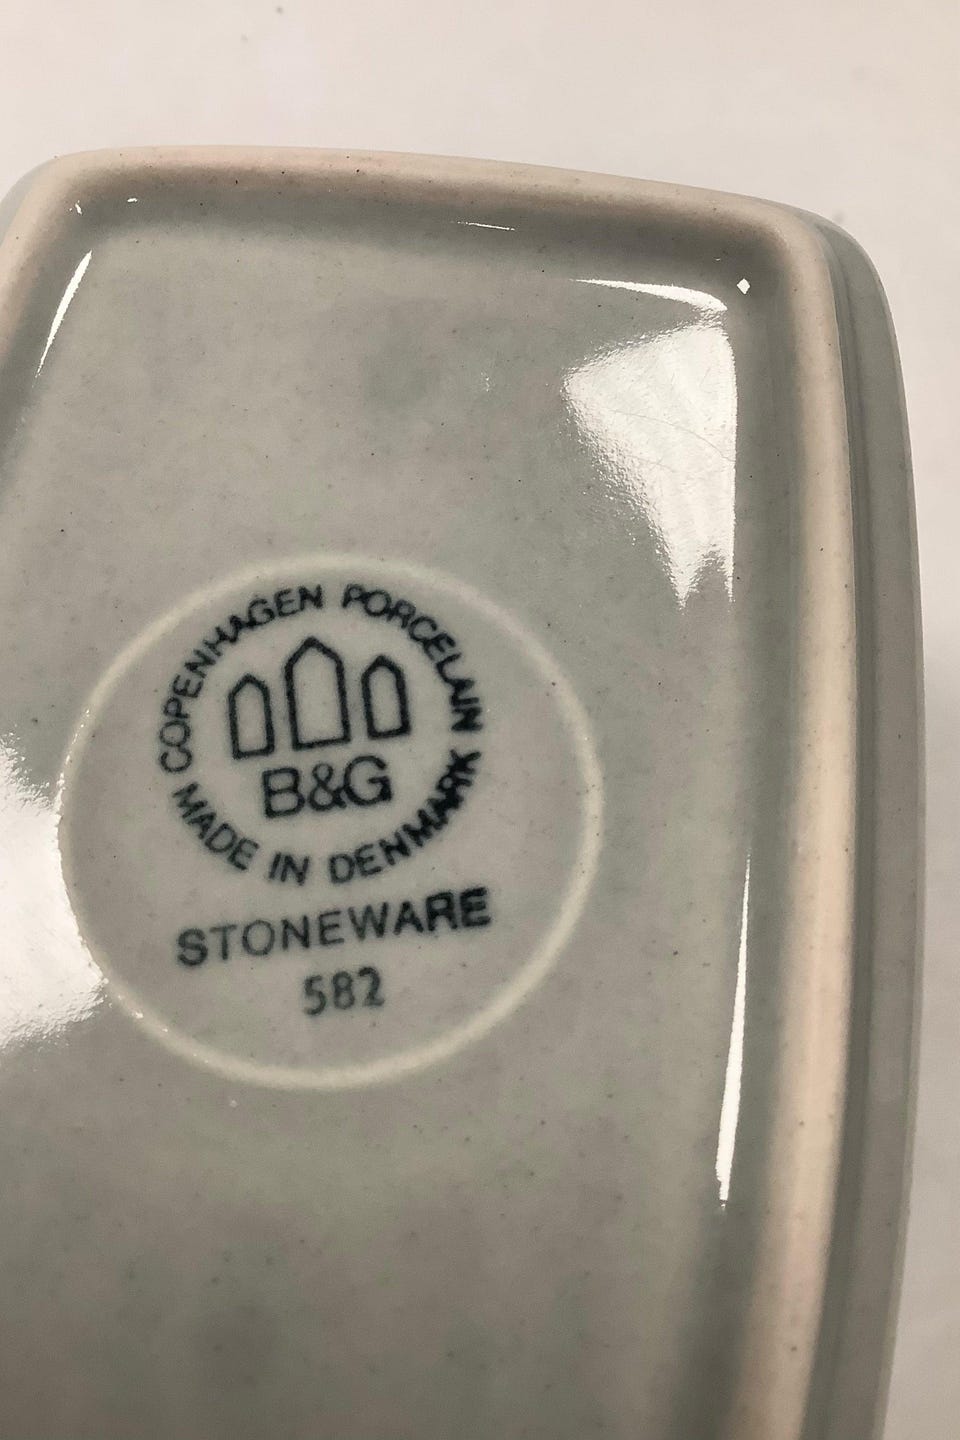 COPENHAGEN PORCELAIN
B&G
MADE IN DENMARK
STONEWARE
582